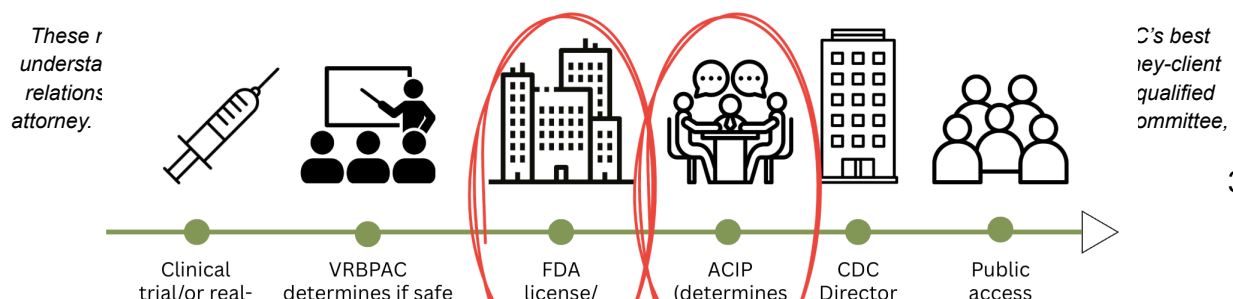 These
understa
relations
attorney.
C's best
ey-client
qualified
ommittee,
Clinical
trial/or real-
VRBPAC
determines if safe
FDA
license/
ACIP
(determines
CDC
Director
Public
access